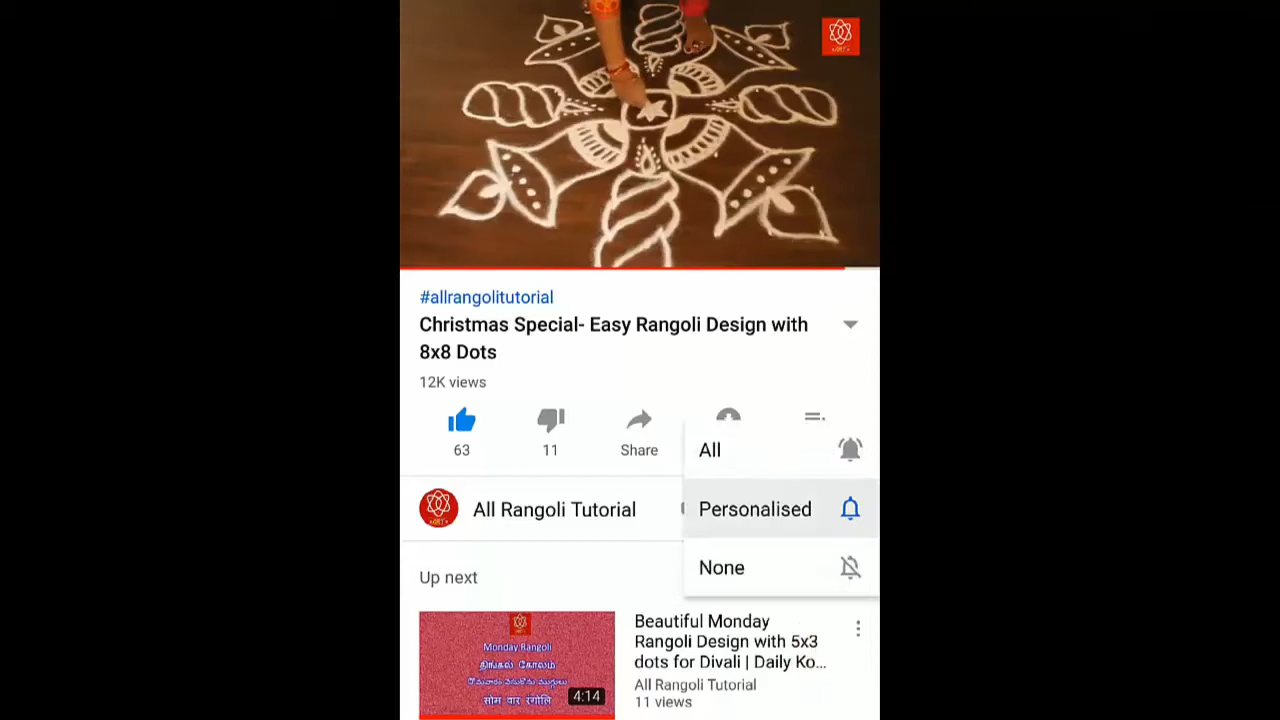 #allrangolitutorial
Christmas Special- Easy Rangoli Design with
8x8 Dots
12K views
63
11
Share
All
All Rangoli Tutorial
Personalised
None
Up next
Monday Rangoli
திங்கல் கோலம்
సోమవారం వేసుకొను ముగ్గులు
सोम वार रंगोलि
4:14
Beautiful Monday
Rangoli Design with 5x3
dots for Divali | Daily Ko...
All Rangoli Tutorial
11 views